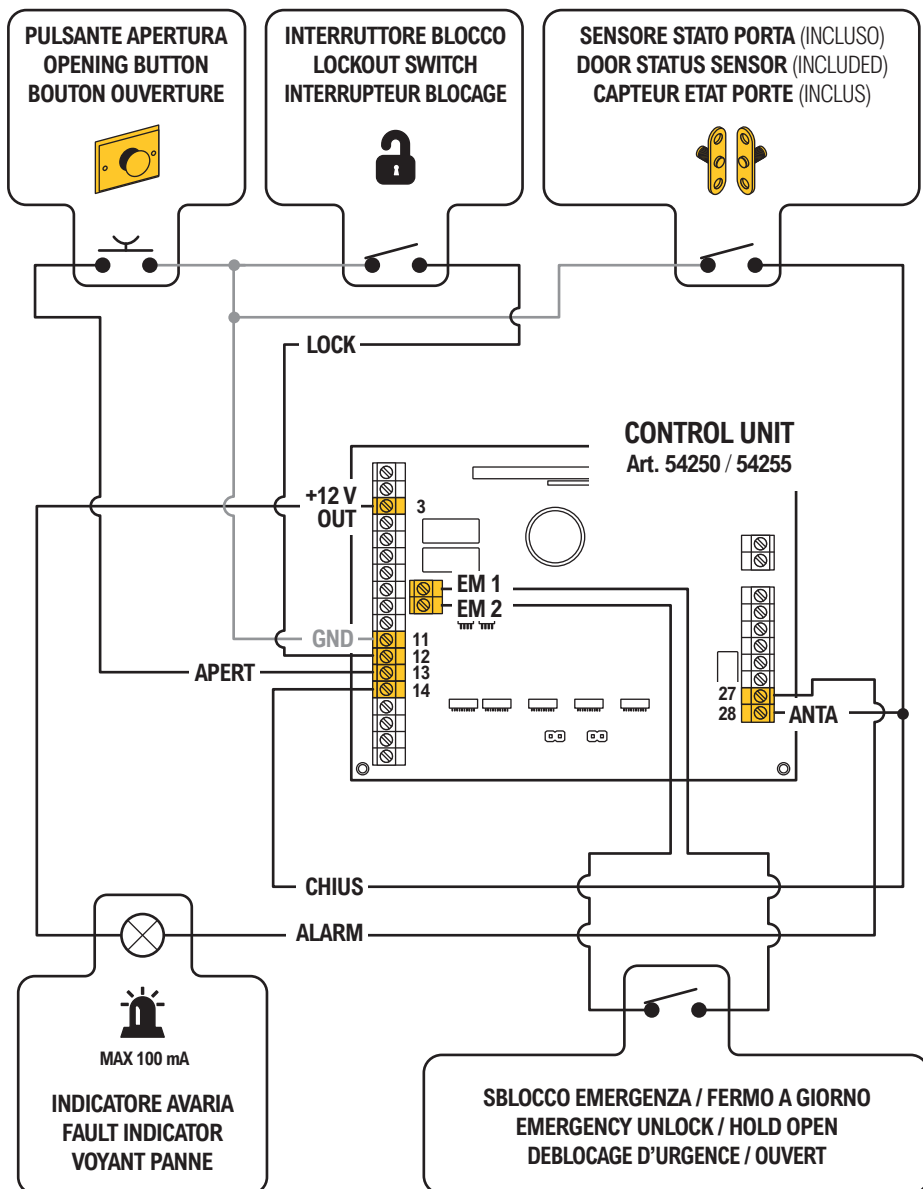 PULSANTE APERTURA
OPENING BUTTON
BOUTON OUVERTURE
INTERRUTTORE BLOCCO
LOCKOUT SWITCH
INTERRUPTEUR BLOCAGE
SENSORE STATO PORTA (INCLUSO)
DOOR STATUS SENSOR (INCLUDED)
CAPTEUR ETAT PORTE (INCLUS)
LOCK
CONTROL UNIT
Art. 54250 / 54255
+12 V
OUT
3
EM 1
EM 2
GND
11
12
APERT
13
14
27
28
ANTA
CHIUS
ALARM
MAX 100 mA
INDICATORE AVARIA
FAULT INDICATOR
VOYANT PANNE
SBLOCCO EMERGENZA / FERMO A GIORNO
EMERGENCY UNLOCK / HOLD OPEN
DEBLOCAGE D'URGENCE / OUVERT